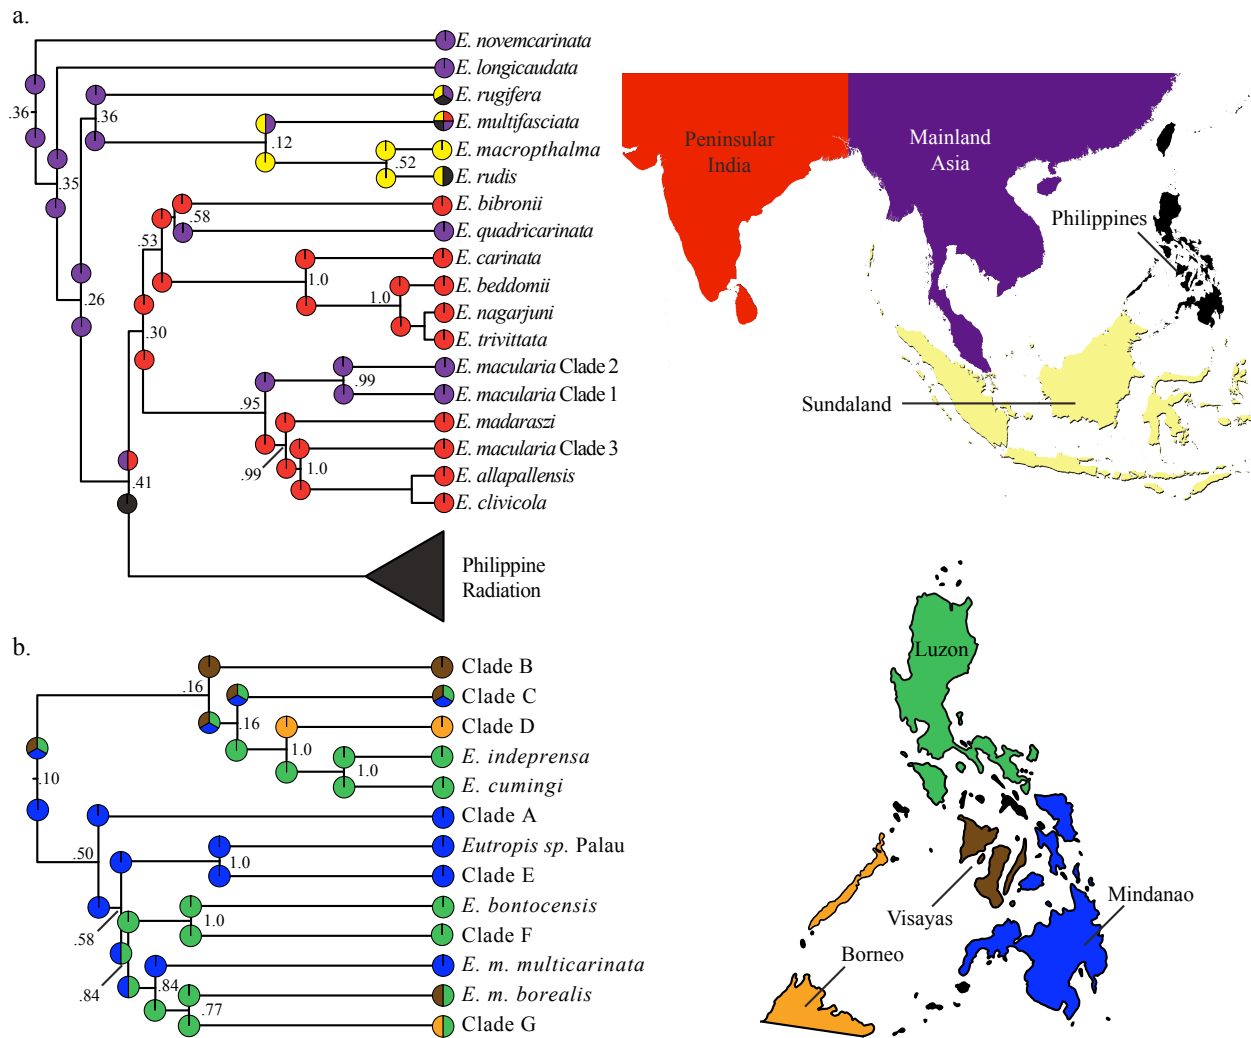 a.
E. novemcarinata
E. longicaudata
E. rugifera
E. multifasciata
E. macropthalma
E. rudis
E. bibronii
E. quadricarinata
E. carinata
E. beddomii
E. nagarjuni
E. trivittata
E. macularia Clade 2
E. macularia Clade 1
E. madaraszi
E. macularia Clade 3
E. allapallensis
E. clivicola
Philippine
Radiation
.36
.35
.36
.12
.52
.26
.58
.53
1.0
1.0
.30
.99
.95
.99
1.0
.41
Peninsular
India
Mainland
Asia
Philippines
Sundaland
b.
Clade B
Clade C
Clade D
E. indeprensa
E. cumingi
Clade A
Eutropis sp. Palau
Clade E
E. bontocensis
Clade F
E. m. multicarinata
E. m. borealis
Clade G
.16
.16
1.0
1.0
.10
.50
1.0
.58
1.0
.84
.84
.77
Luzon
Visayas
Mindanao
Borneo